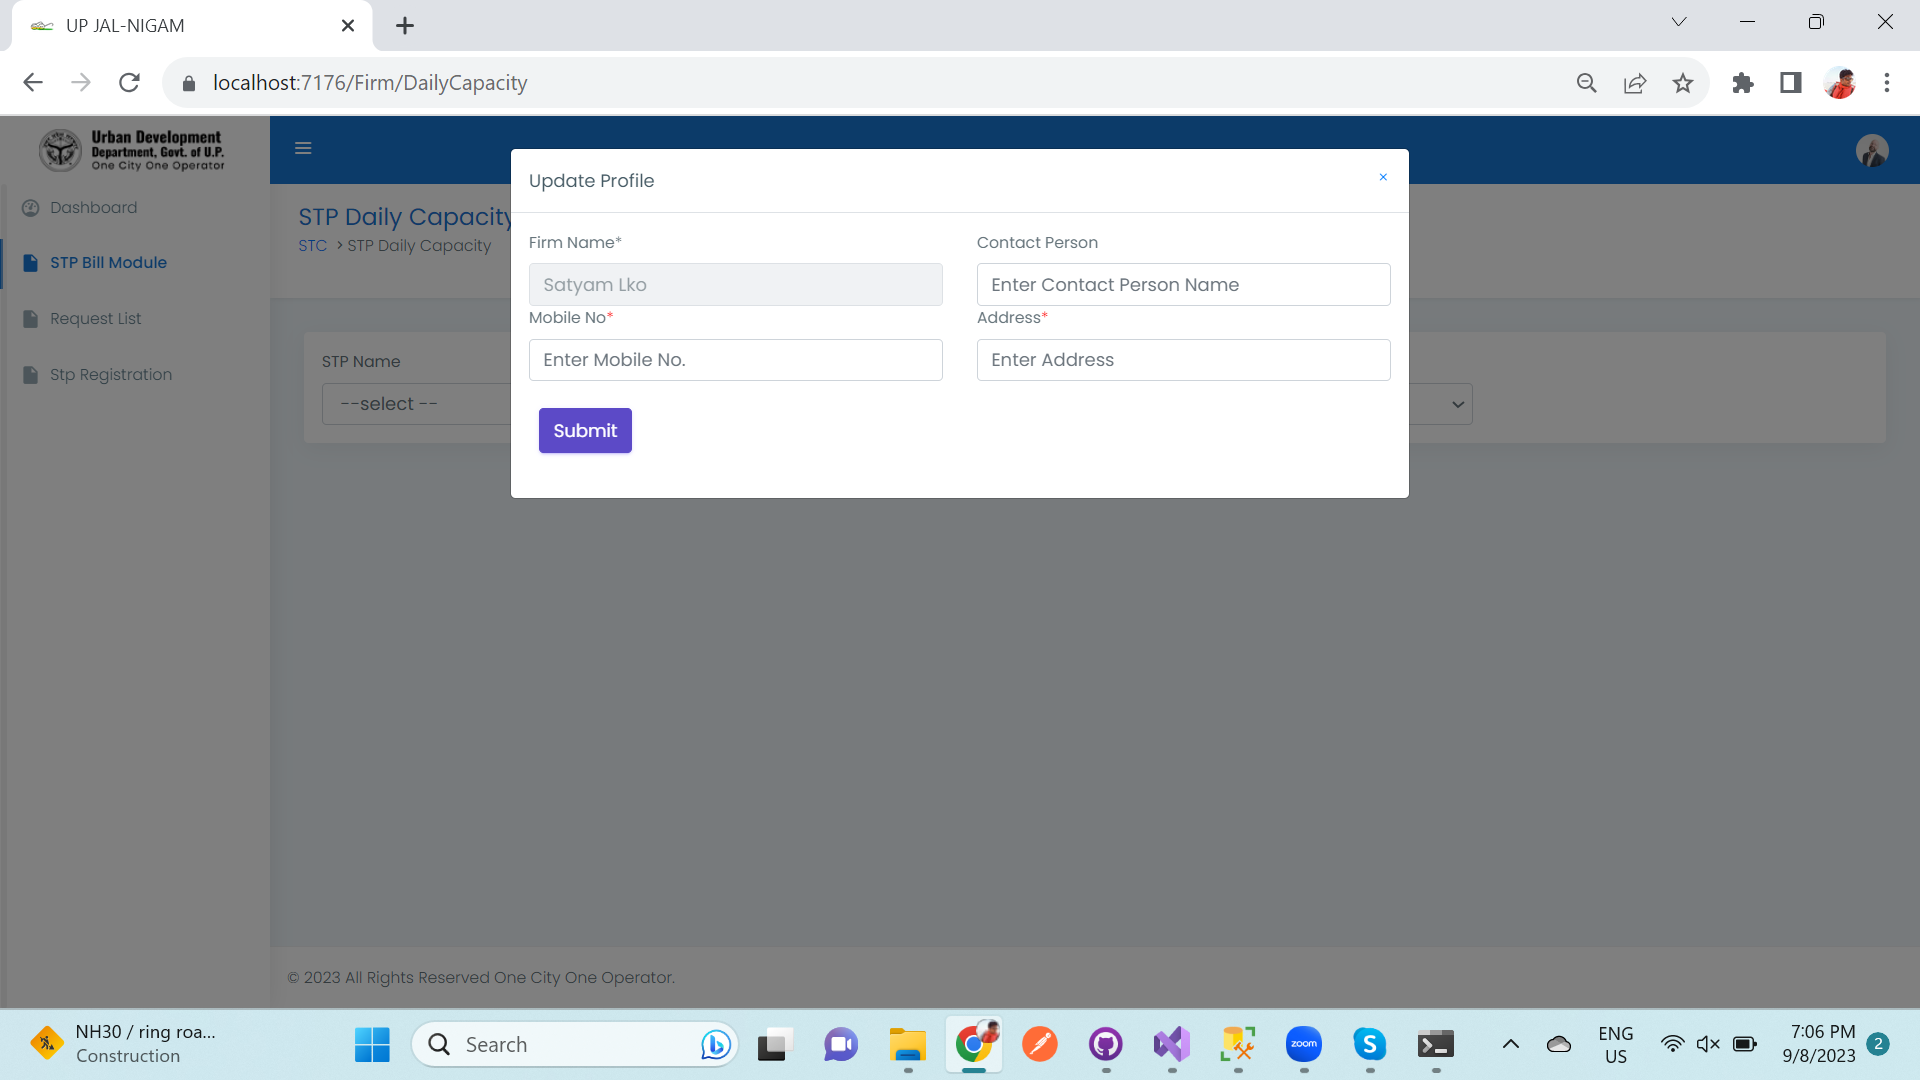 UP JAL-NIGAM
localhost:7176/Firm/DailyCapacity
Urban Development
Department, Govt. of U.P.
One City One Operator
Dashboard
STP Bill Module
Request List
Stp Registration
STP Daily Capacity
STC > STP Daily Capacity
STP Name
--select --
Update Profile
×
Firm Name*
Contact Person
Satyam Lko
Enter Contact Person Name
Mobile No*
Address*
Enter Mobile No.
Enter Address
Submit
© 2023 All Rights Reserved One City One Operator.
NH30 / ring roa...
Construction
Search
zoom
S
ENG
US
7:06 PM
9/8/2023
2